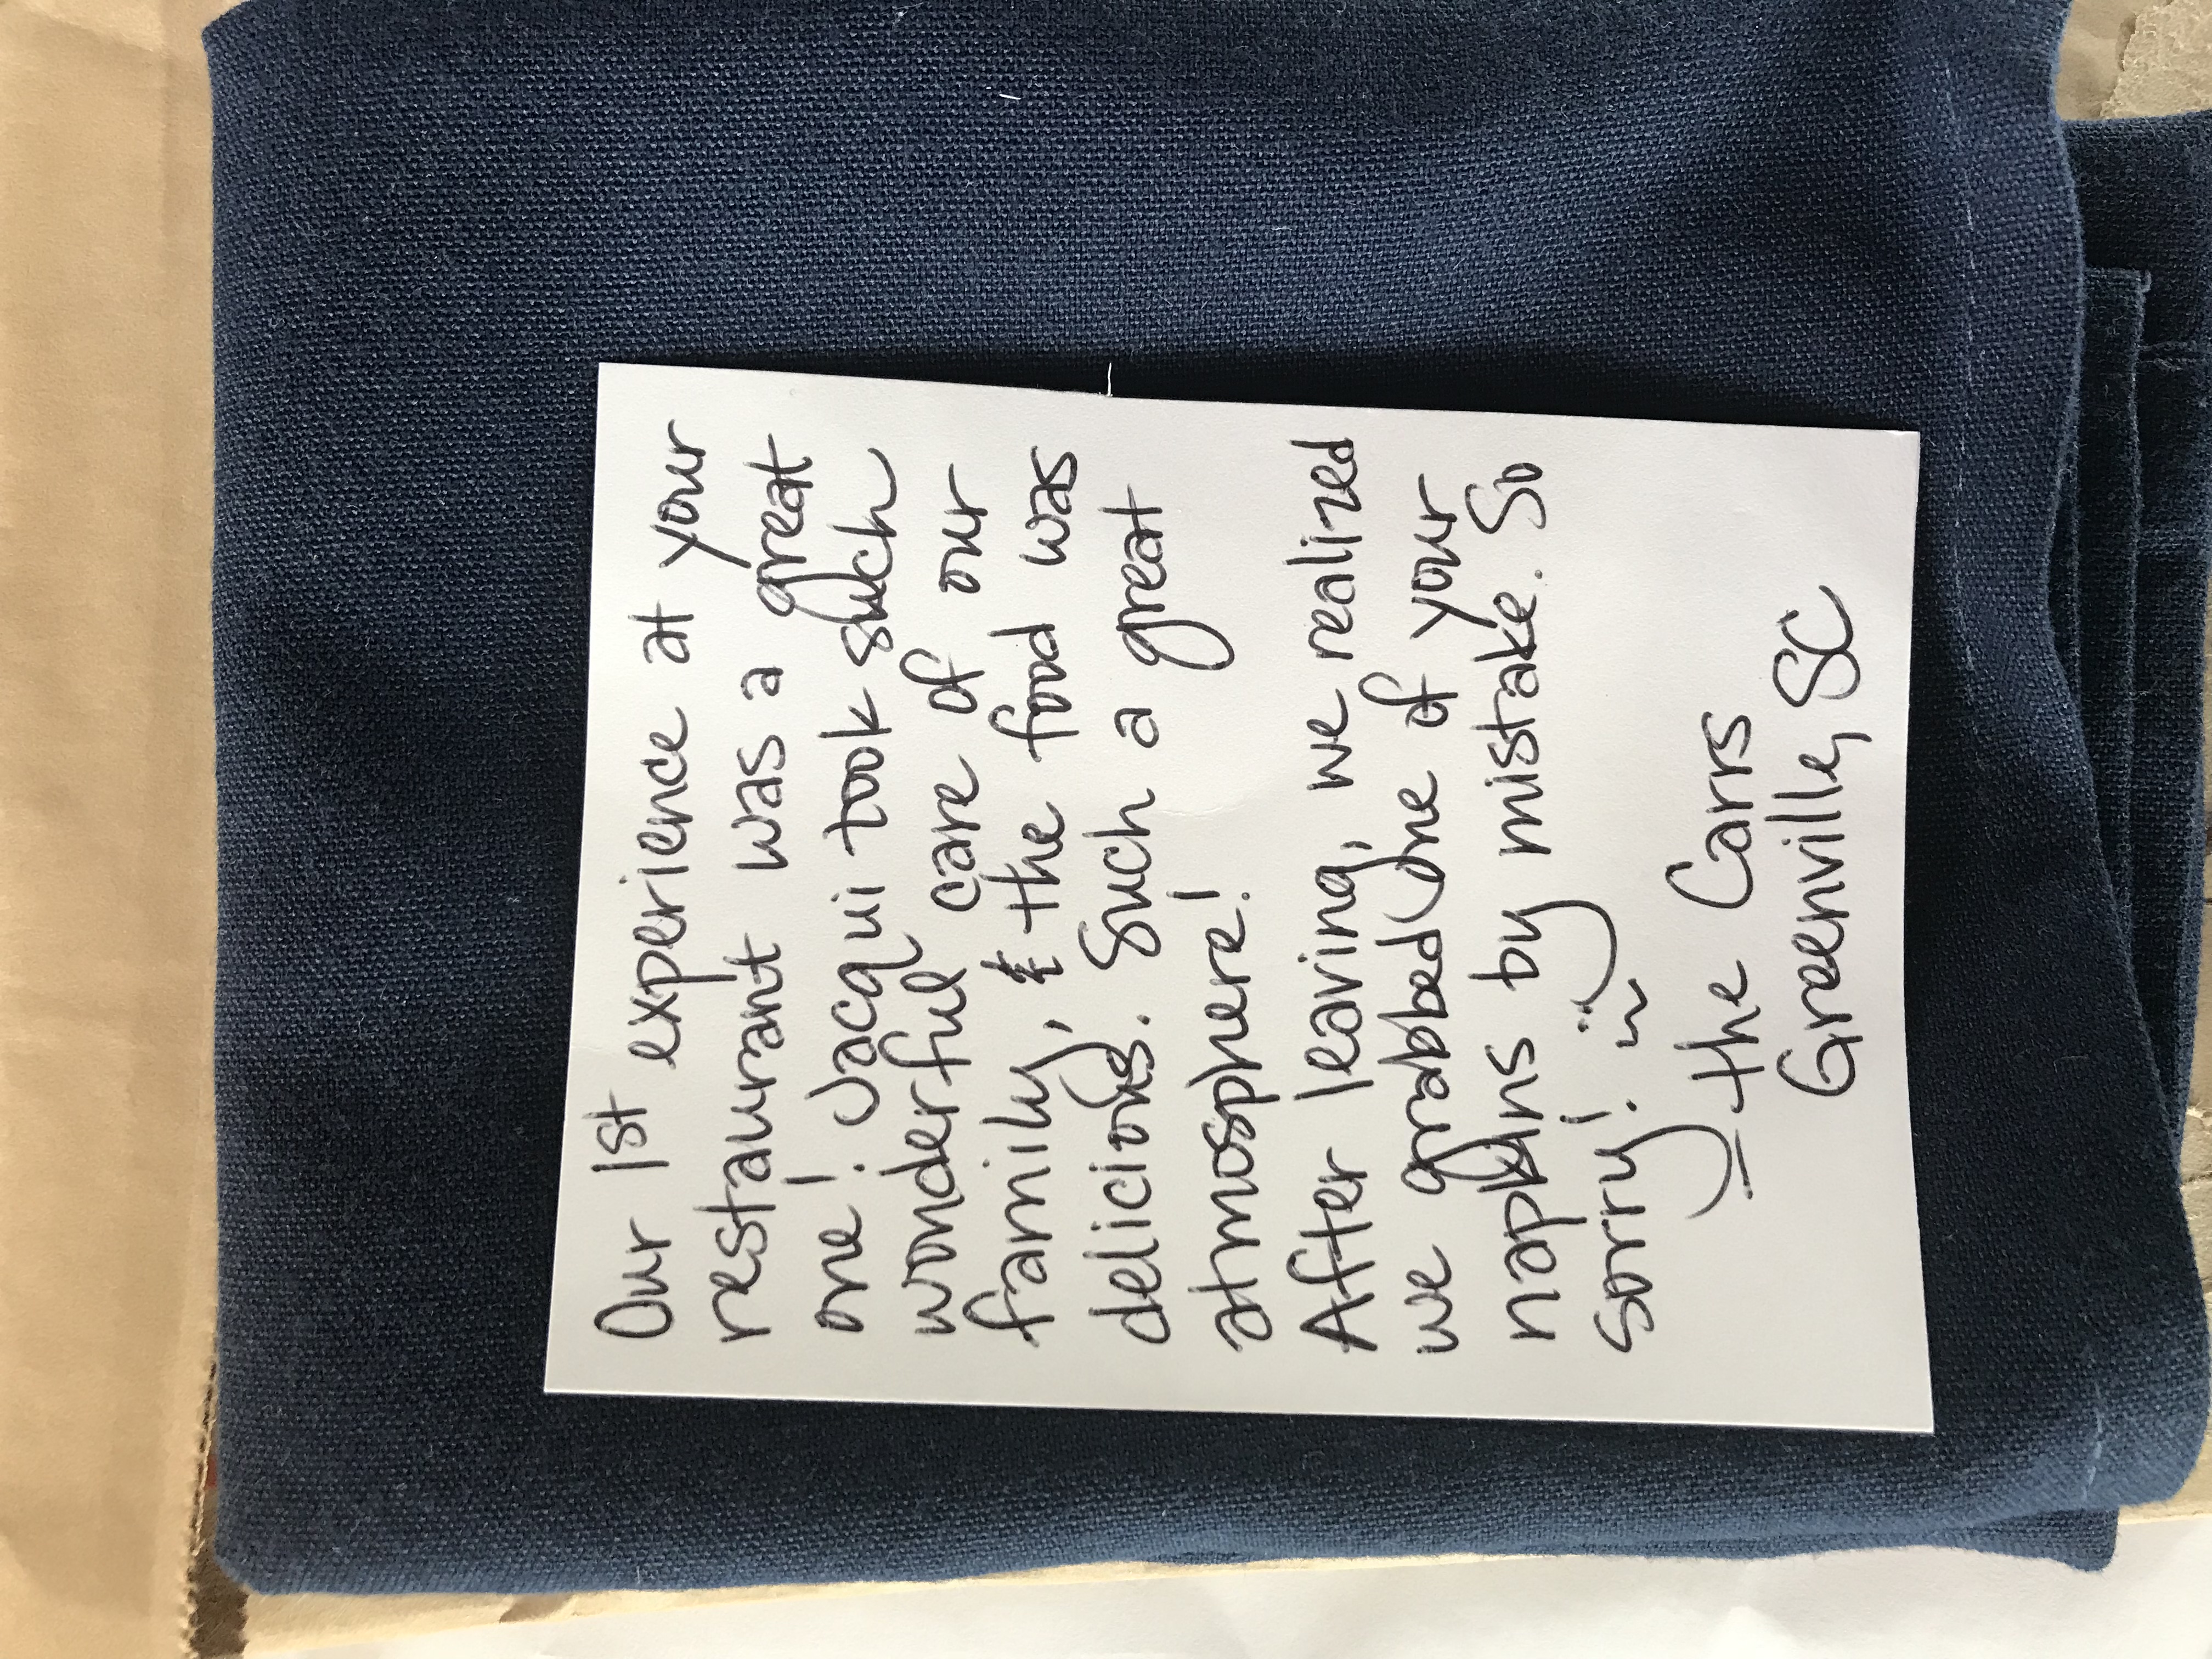 Our 1st experience at your
restaurant was a great
one! Jacqui took such
wonderful care of our
family, & the food was
delicious. Such a great
atmosphere!
After leaving, we realized
we grabbed one of your
napkins by mistake. So
sorry! :~
- the Carrs
Greenville, SC